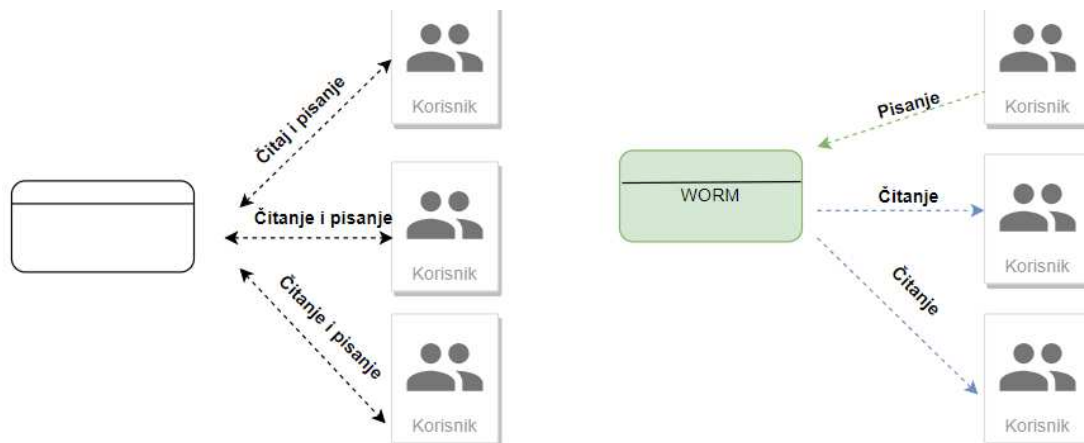 Korisnik
Čitaj i pisanje
Čitanje i pisanje
Korisnik
Čitanje i pisanje
Korisnik
Korisnik
Pisanje
WORM
Čitanje
Korisnik
Čitanje
Korisnik